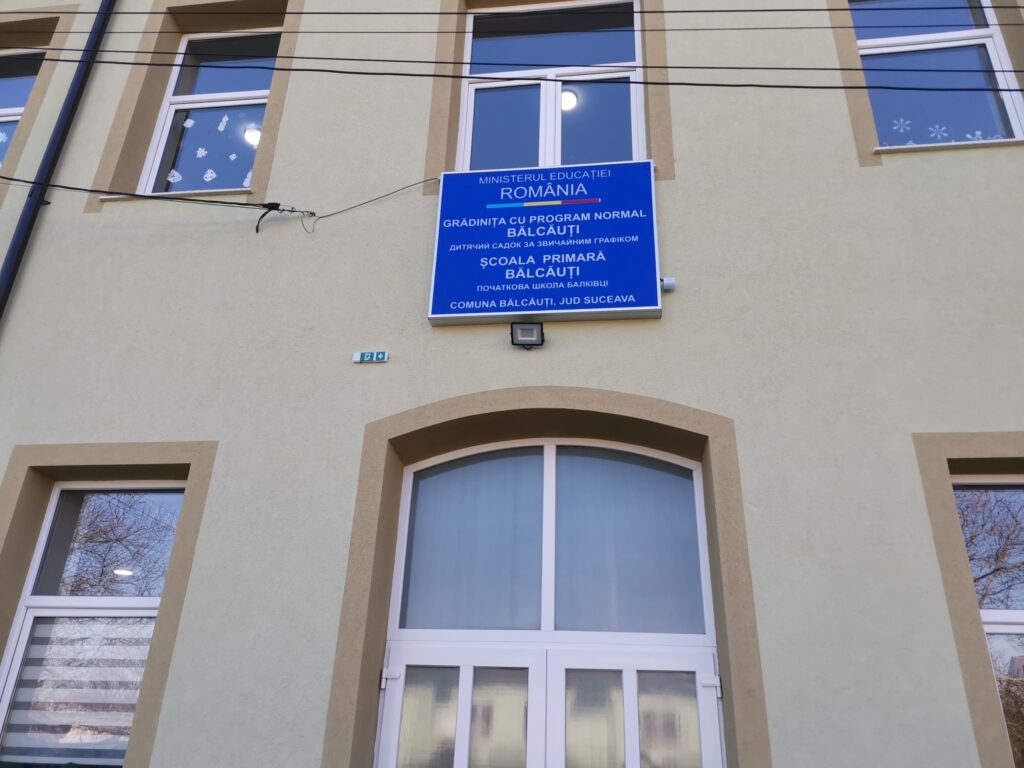 MINISTERUL EDUCAȚIEI
ROMÂNIA
GRĂDINIȚA CU PROGRAM NORMAL
BĂLCĂUȚI
ДИТЯЧИЙ САДОК ЗА ЗВИЧАЙНИМ ГРАФІКОМ
ȘCOALA PRIMARĂ
BĂLCĂUȚI
ПОЧАТКОВА ШКОЛА БАЛКІВЦІ
COMUNA BĂLCĂUȚI, JUD SUCEAVA